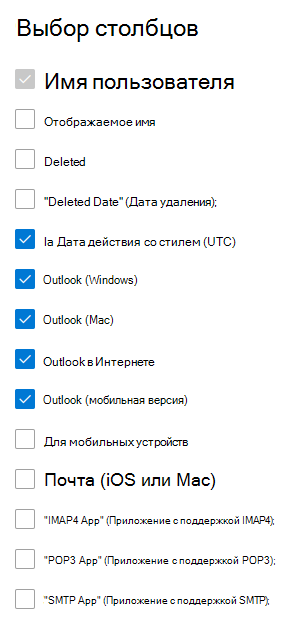 Выбор столбцов
Имя пользователя
Отображаемое имя
Deleted
"Deleted Date" (Дата удаления);
la Дата действия со стилем (UTC)
Outlook (Windows)
Outlook (Mac)
Outlook в Интернете
Outlook (мобильная версия)
Для мобильных устройств
Почта (iOS или Mac)
"IMAP4 App" (Приложение с поддержкой IMAP4);
"POP3 App" (Приложение с поддержкой POP3);
"SMTP App" (Приложение с поддержкой SMTP);